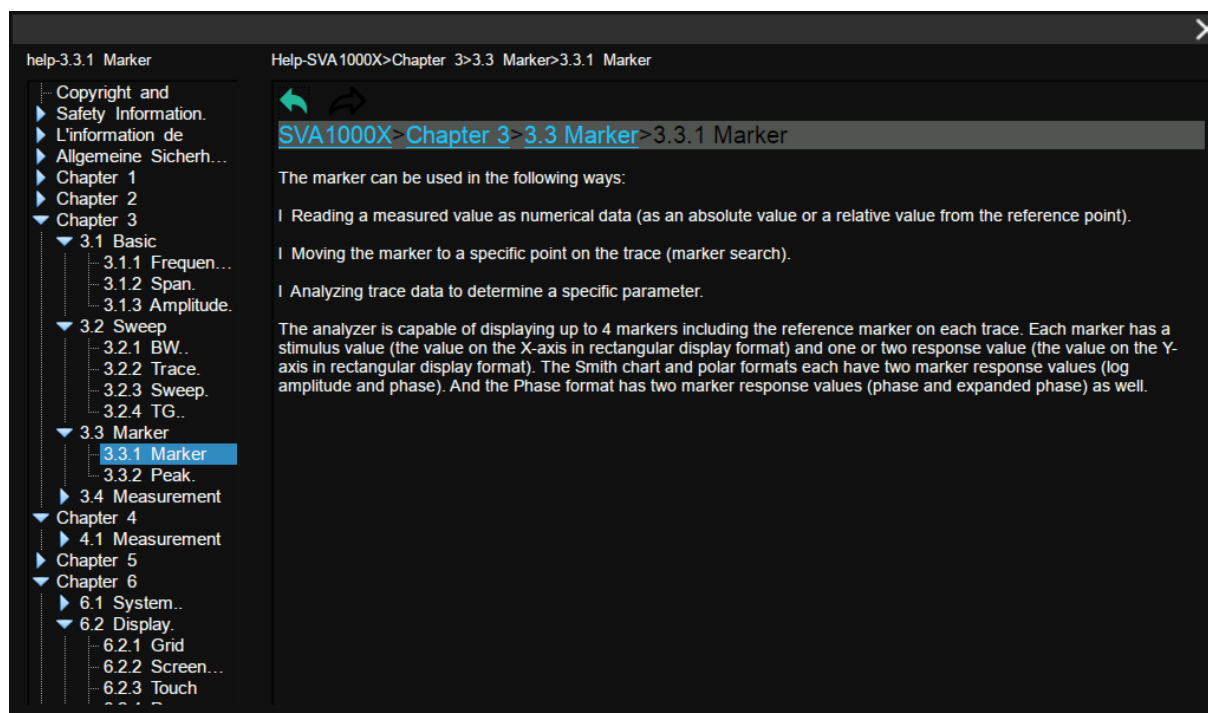 help-3.3.1 Marker
Help-SVA1000X>Chapter 3>3.3 Marker>3.3.1 Marker
Copyright and
Safety Information.
L'information de
Allgemeine Sicherh...
Chapter 1
Chapter 2
Chapter 3
3.1 Basic
3.1.1 Frequen...
3.1.2 Span.
3.1.3 Amplitude.
3.2 Sweep
3.2.1 BW..
3.2.2 Trace.
3.2.3 Sweep.
3.2.4 TG..
3.3 Marker
3.3.1 Marker
3.3.2 Peak.
3.4 Measurement
Chapter 4
4.1 Measurement
Chapter 5
Chapter 6
6.1 System..
6.2 Display.
6.2.1 Grid
6.2.2 Screen...
6.2.3 Touch
SVA1000X>Chapter 3>3.3 Marker>3.3.1 Marker
The marker can be used in the following ways:
l Reading a measured value as numerical data (as an absolute value or a relative value from the reference point).
l Moving the marker to a specific point on the trace (marker search).
l Analyzing trace data to determine a specific parameter.
The analyzer is capable of displaying up to 4 markers including the reference marker on each trace. Each marker has a
stimulus value (the value on the X-axis in rectangular display format) and one or two response value (the value on the Y-
axis in rectangular display format). The Smith chart and polar formats each have two marker response values (log
amplitude and phase). And the Phase format has two marker response values (phase and expanded phase) as well.